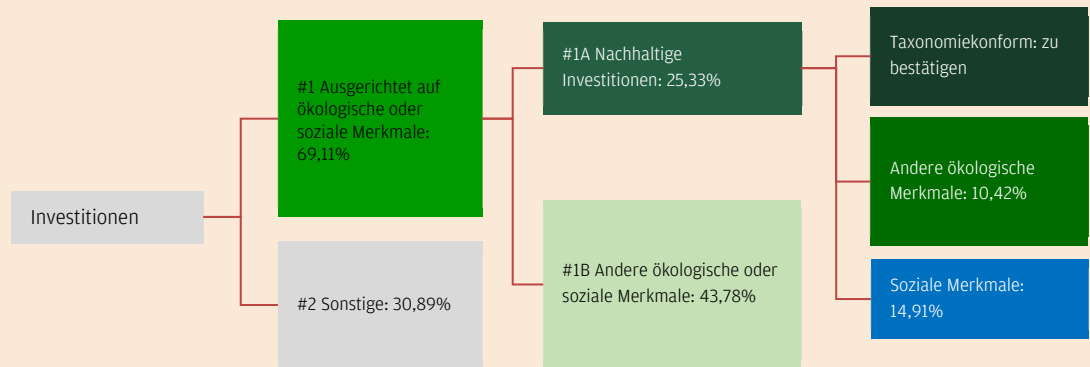 Investitionen
#1 Ausgerichtet auf
ökologische oder
soziale Merkmale:
69,11%
#2 Sonstige: 30,89%
#1A Nachhaltige
Investitionen: 25,33%
#1B Andere ökologische oder
soziale Merkmale: 43,78%
Taxonomiekonform: zu
bestätigen
Andere ökologische
Merkmale: 10,42%
Soziale Merkmale:
14,91%